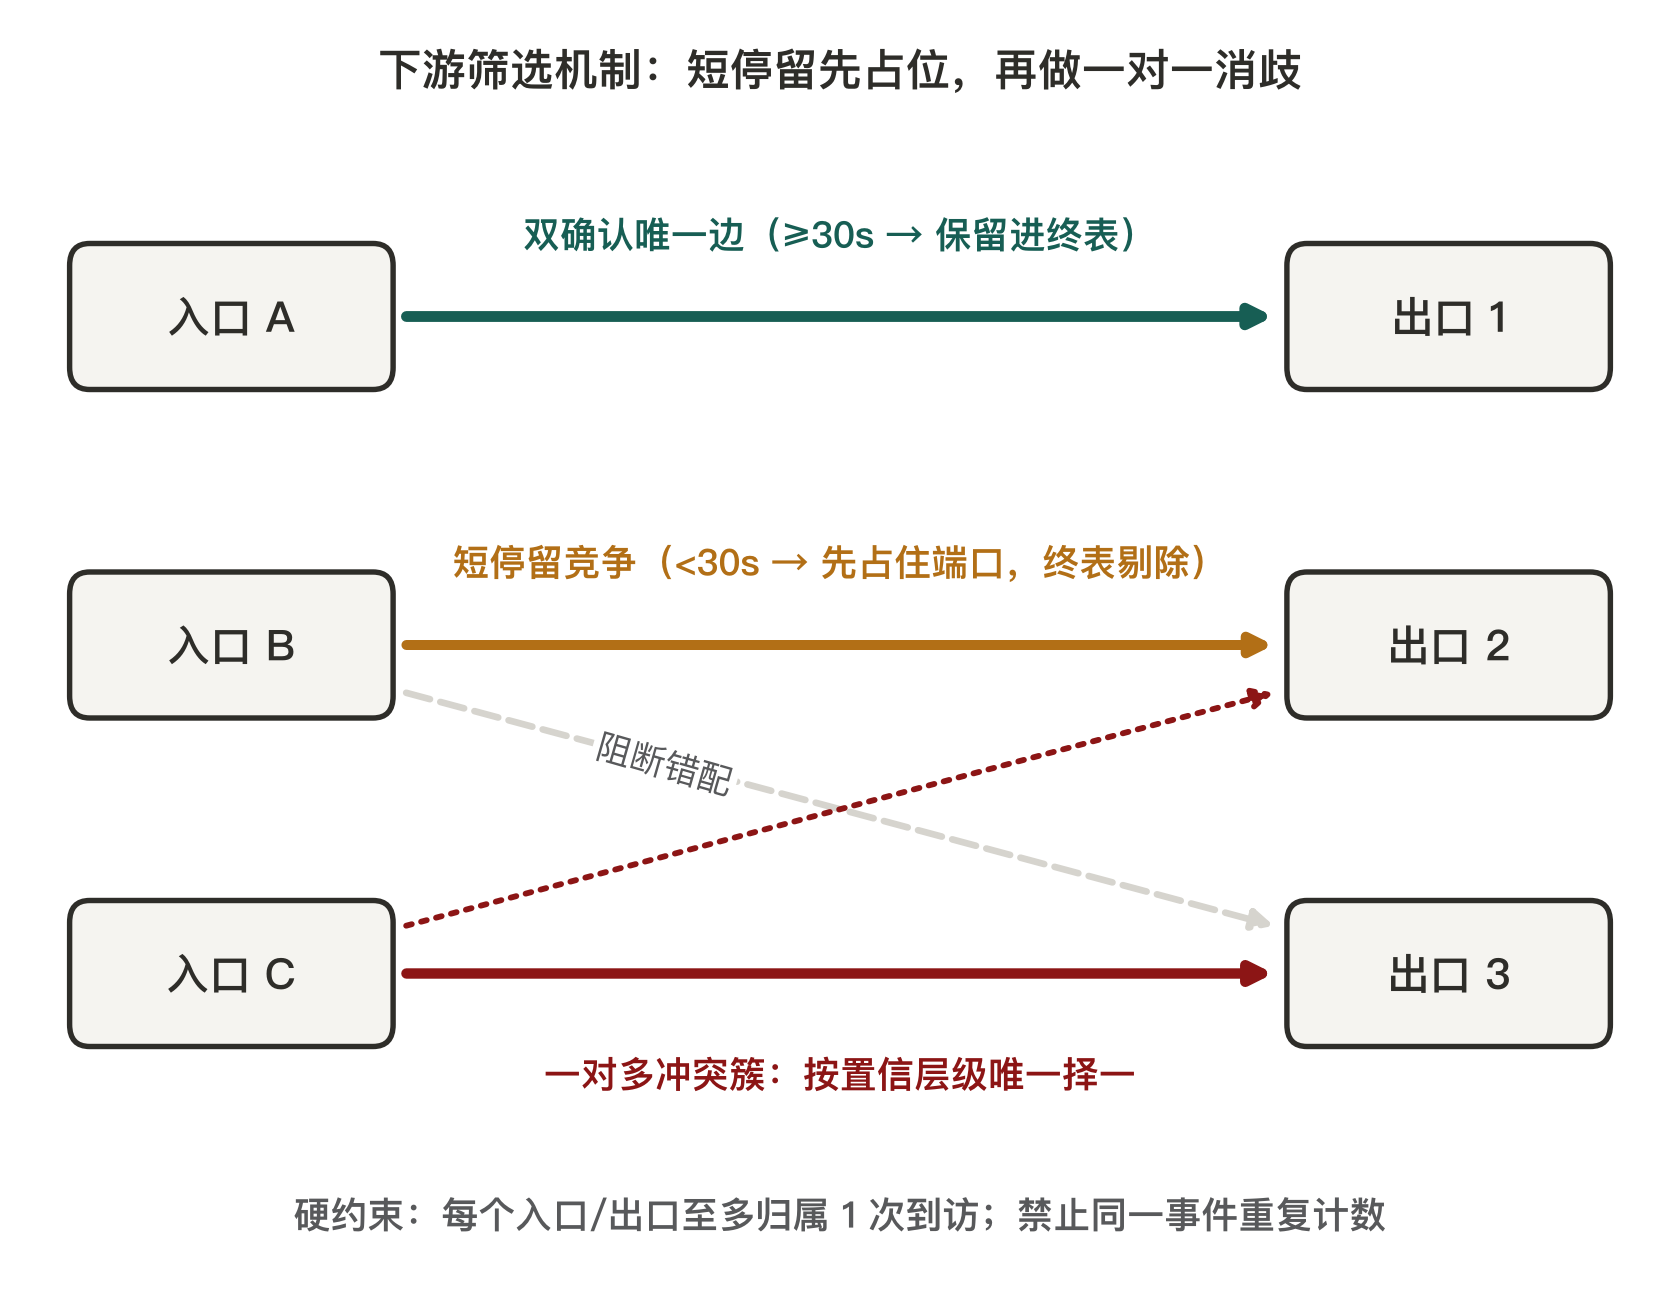 下游筛选机制：短停留先占位，再做一对一消歧
双确认唯一边（≥30s → 保留进终表）
入口 A
出口 1
短停留竞争（<30s → 先占住端口，终表剔除）
入口 B
出口 2
阻断错配
入口 C
出口 3
一对多冲突簇：按置信层级唯一择一
硬约束：每个入口/出口至多归属 1 次到访；禁止同一事件重复计数